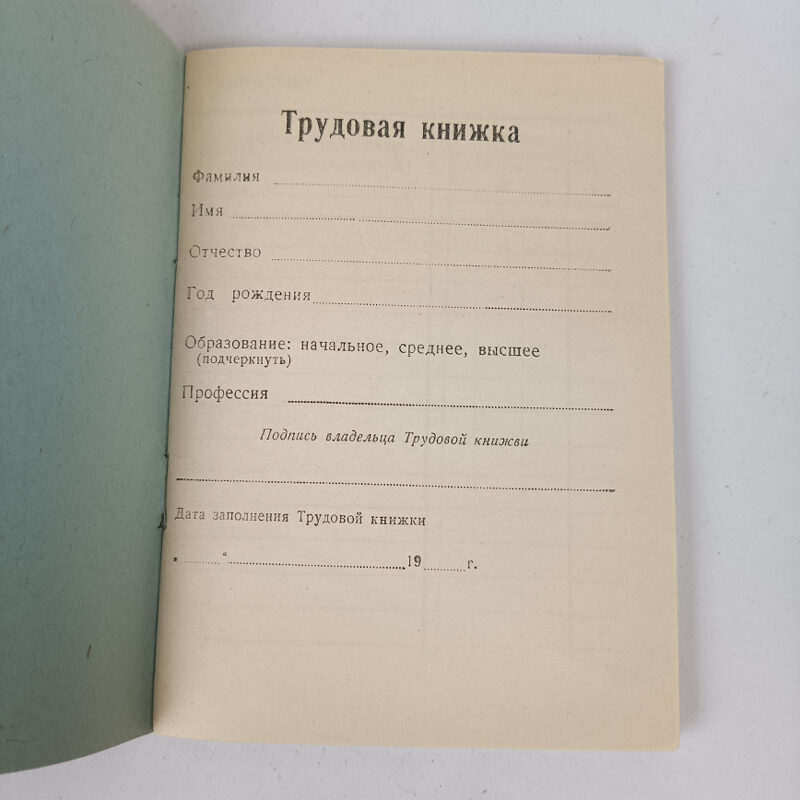 Трудовая книжка
Фамилия
Имя
Отчество
Год рождения
Образование: начальное, среднее, высшее
(подчеркнуть)
Профессия
Подпись владельца Трудовой книжви
Дата заполнения Трудовой книжки
„ “ 19 г.